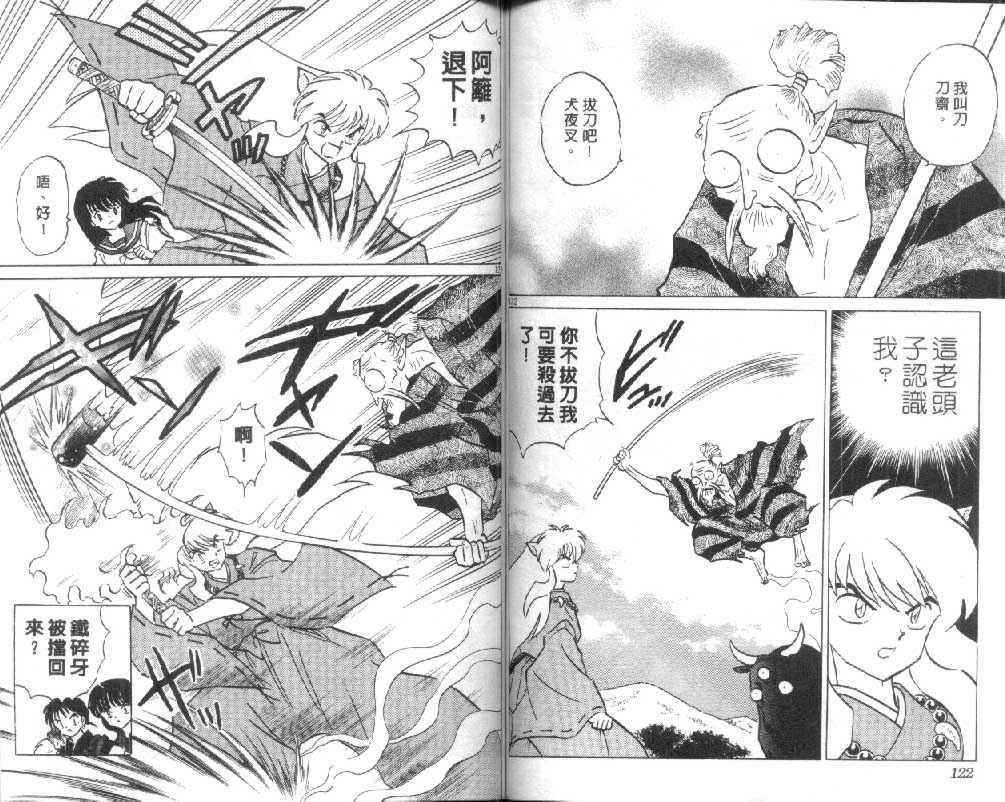 我叫刀
刀齋。
拔刀吧！
犬夜叉。
這老頭
子認識
我？
你不拔刀我
可要殺過去
了！
122
阿籬，
退下！
唔、好！
啊！
鐵碎牙
被擋回
來？